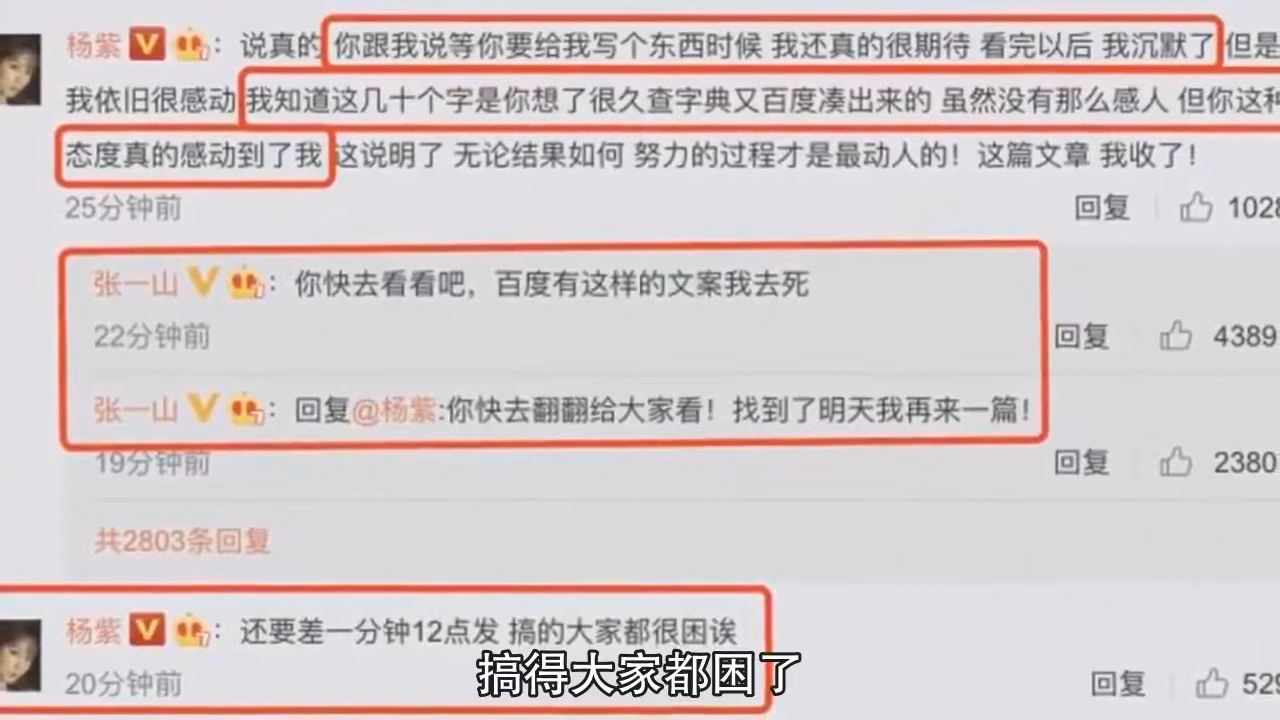 杨紫：说真的 你跟我说等你要给我写个东西时候 我还真的很期待 看完以后 我沉默了 但是
我依旧很感动 我知道这几十个字是你想了很久查字典又百度凑出来的 虽然没有那么感人 但你这种
态度真的感动到了我 这说明了 无论结果如何 努力的过程才是最动人的！这篇文章 我收了！
25分钟前 回复 1028
张一山：你快去看看吧，百度有这样的文案我去死
22分钟前 回复 4389
张一山：回复@杨紫:你快去翻翻给大家看！找到了明天我再来一篇！
19分钟前 回复 2380
共2803条回复
杨紫：还要差一分钟12点发 搞的大家都很困诶
搞得大家都困了
20分钟前 回复 529